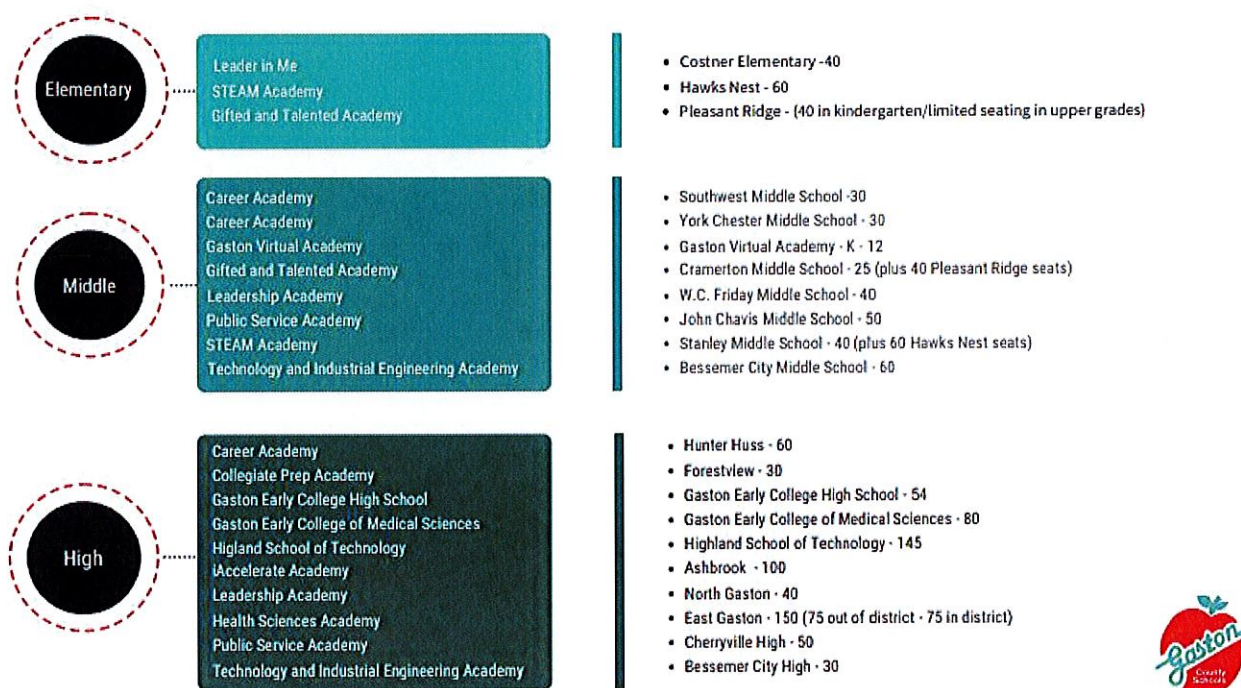 Elementary
Leader in Me
STEAM Academy
Gifted and Talented Academy
• Costner Elementary -40
• Hawks Nest - 60
• Pleasant Ridge - (40 in kindergarten/limited seating in upper grades)
Middle
Career Academy
Career Academy
Gaston Virtual Academy
Gifted and Talented Academy
Leadership Academy
Public Service Academy
STEAM Academy
Technology and Industrial Engineering Academy
• Southwest Middle School -30
• York Chester Middle School - 30
• Gaston Virtual Academy - K - 12
• Cramerton Middle School - 25 (plus 40 Pleasant Ridge seats)
• W.C. Friday Middle School - 40
• John Chavis Middle School - 50
• Stanley Middle School - 40 (plus 60 Hawks Nest seats)
• Bessemer City Middle School - 60
High
Career Academy
Collegiate Prep Academy
Gaston Early College High School
Gaston Early College of Medical Sciences
Higland School of Technology
iAccelerate Academy
Leadership Academy
Health Sciences Academy
Public Service Academy
Technology and Industrial Engineering Academy
• Hunter Huss - 60
• Forestview - 30
• Gaston Early College High School - 54
• Gaston Early College of Medical Sciences - 80
• Highland School of Technology - 145
• Ashbrook - 100
• North Gaston - 40
• East Gaston - 150 (75 out of district - 75 in district)
• Cherryville High - 50
• Bessemer City High - 30
Gaston
County
Schools